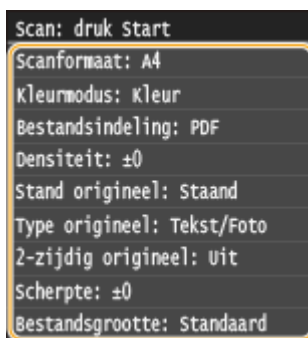 Scan: druk Start
Scanformaat: A4
Kleurmodus: Kleur
Bestandsindeling: PDF
Densiteit: ±0
Stand origineel: Staand
Type origineel: Tekst/Foto
2-zijdig origineel: Uit
Scherpte: ±0
Bestandsgrootte: Standaard